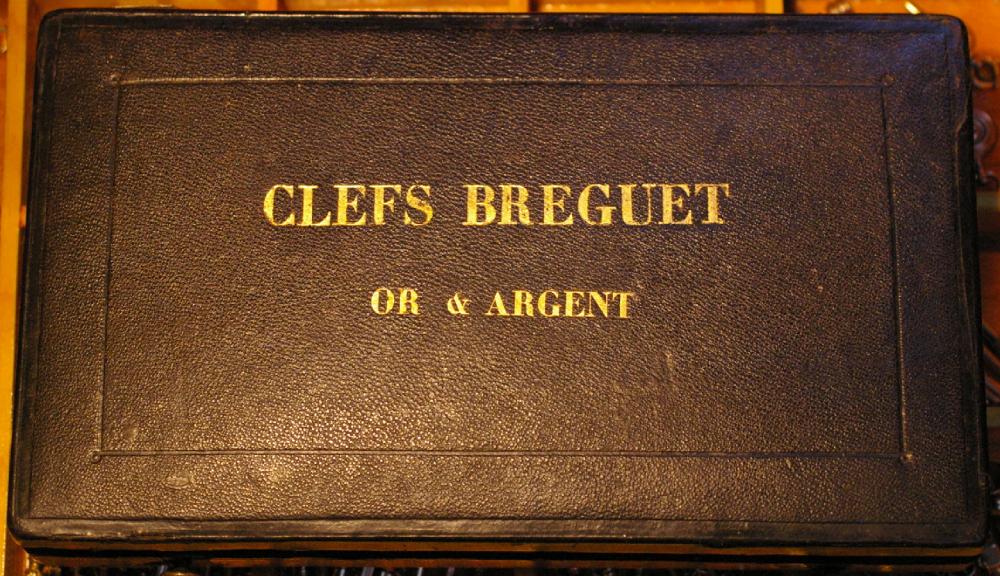 CLEFS BREGUET
OR & ARGENT